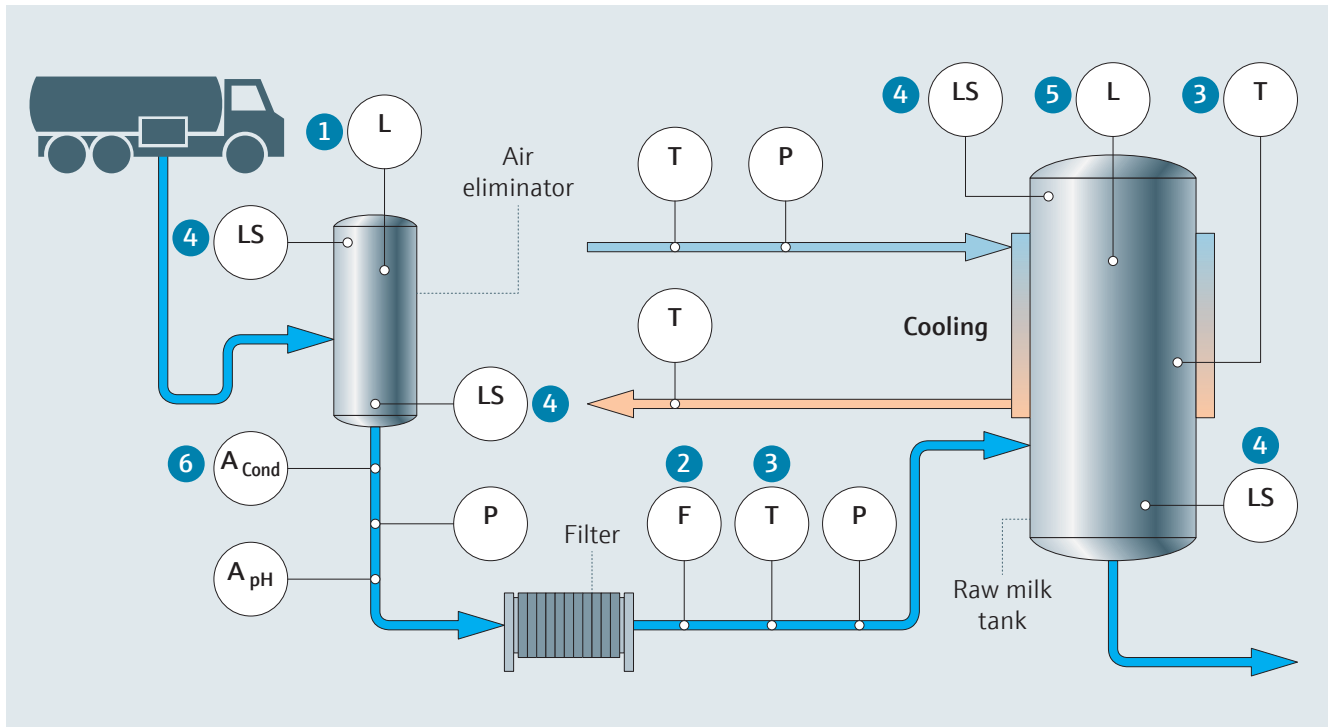 4 LS
5 L
3 T
1 L
Air
eliminator
T
P
4 LS
T
Cooling
LS 4
6 A Cond
2
3
4
F
T
P
LS
P
Filter
A pH
Raw milk
tank